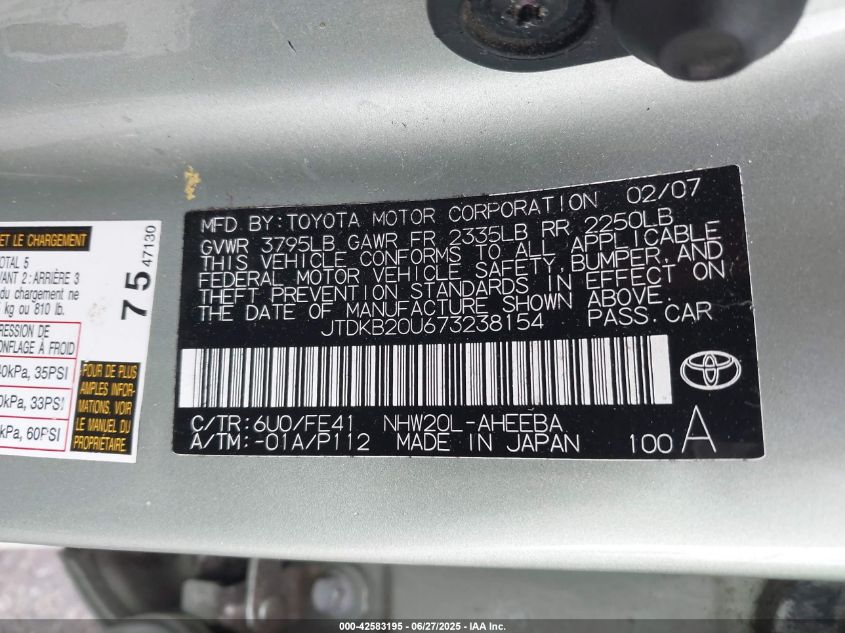 MFD. BY: TOYOTA MOTOR CORPORATION 02/07
GVWR 3795LB GAWR FR 2335LB RR 2250LB
THIS VEHICLE CONFORMS TO ALL APPLICABLE
FEDERAL MOTOR VEHICLE SAFETY, BUMPER, AND
THEFT PREVENTION STANDARDS IN EFFECT ON
THE DATE OF MANUFACTURE SHOWN ABOVE.
JTDKB20U673238154 PASS. CAR
C/TR: 6U0/FE41 NHW20L-AHEEBA
A/TM: -01A/P112 MADE IN JAPAN 100 A
ET LE CHARGEMENT
OTAL 5
VANT 2 : ARRIÈRE 3
du chargement ne
kg ou 810 lb.
75
47130
RESSION DE
ONFLAGE À FROID
40kPa, 35PSI
0kPa, 33PSI
kPa, 60PSI
POUR DE PLUS
AMPLES INFOR-
MATIONS. VOIR
LE MANUEL DU
PROPRIÉTAIRE.
000-42583195 - 06/27/2025 - IAA Inc.